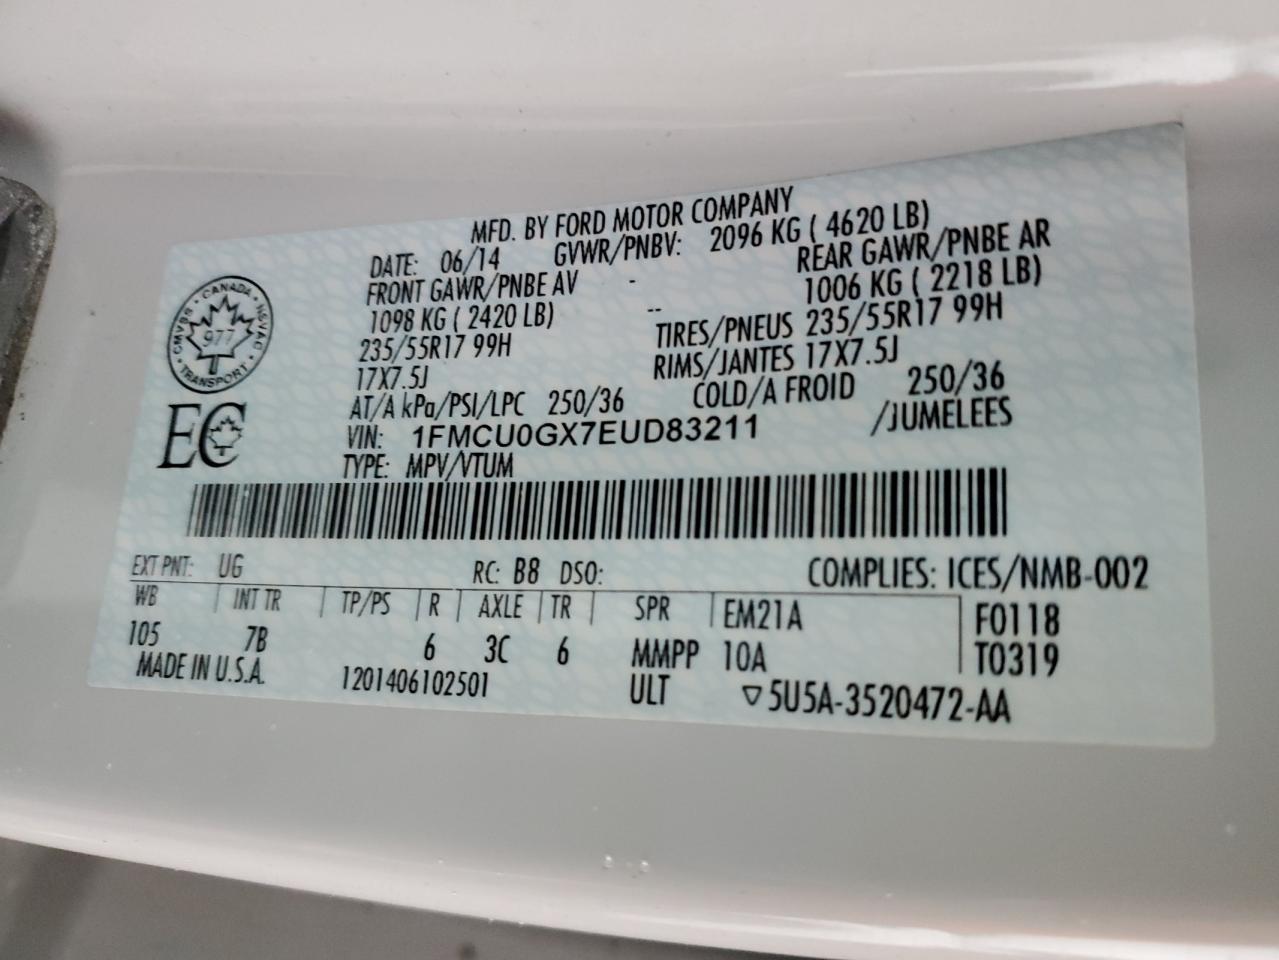 MFD. BY FORD MOTOR COMPANY
DATE: 06/14 GVWR/PNBV: 2096 KG ( 4620 LB)
FRONT GAWR/PNBE AV - REAR GAWR/PNBE AR
1098 KG ( 2420 LB) -- 1006 KG ( 2218 LB)
235/55R17 99H TIRES/PNEUS 235/55R17 99H
17X7.5J RIMS/JANTES 17X7.5J
AT/A kPa/PSI/LPC 250/36 COLD/A FROID 250/36
VIN: 1FMCU0GX7EUD83211 /JUMELEES
TYPE: MPV/VTUM
CANADA
CMVSS NSVAC
977
TRANSPORT
EC
EXT PNT: UG RC: B8 DSO: COMPLIES: ICES/NMB-002
WB | INT TR | TP/PS | R | AXLE | TR | SPR | EM21A | F0118
105 7B 6 3C 6 MMPP 10A | T0319
MADE IN U.S.A. 1201406102501 ULT ▽5U5A-3520472-AA